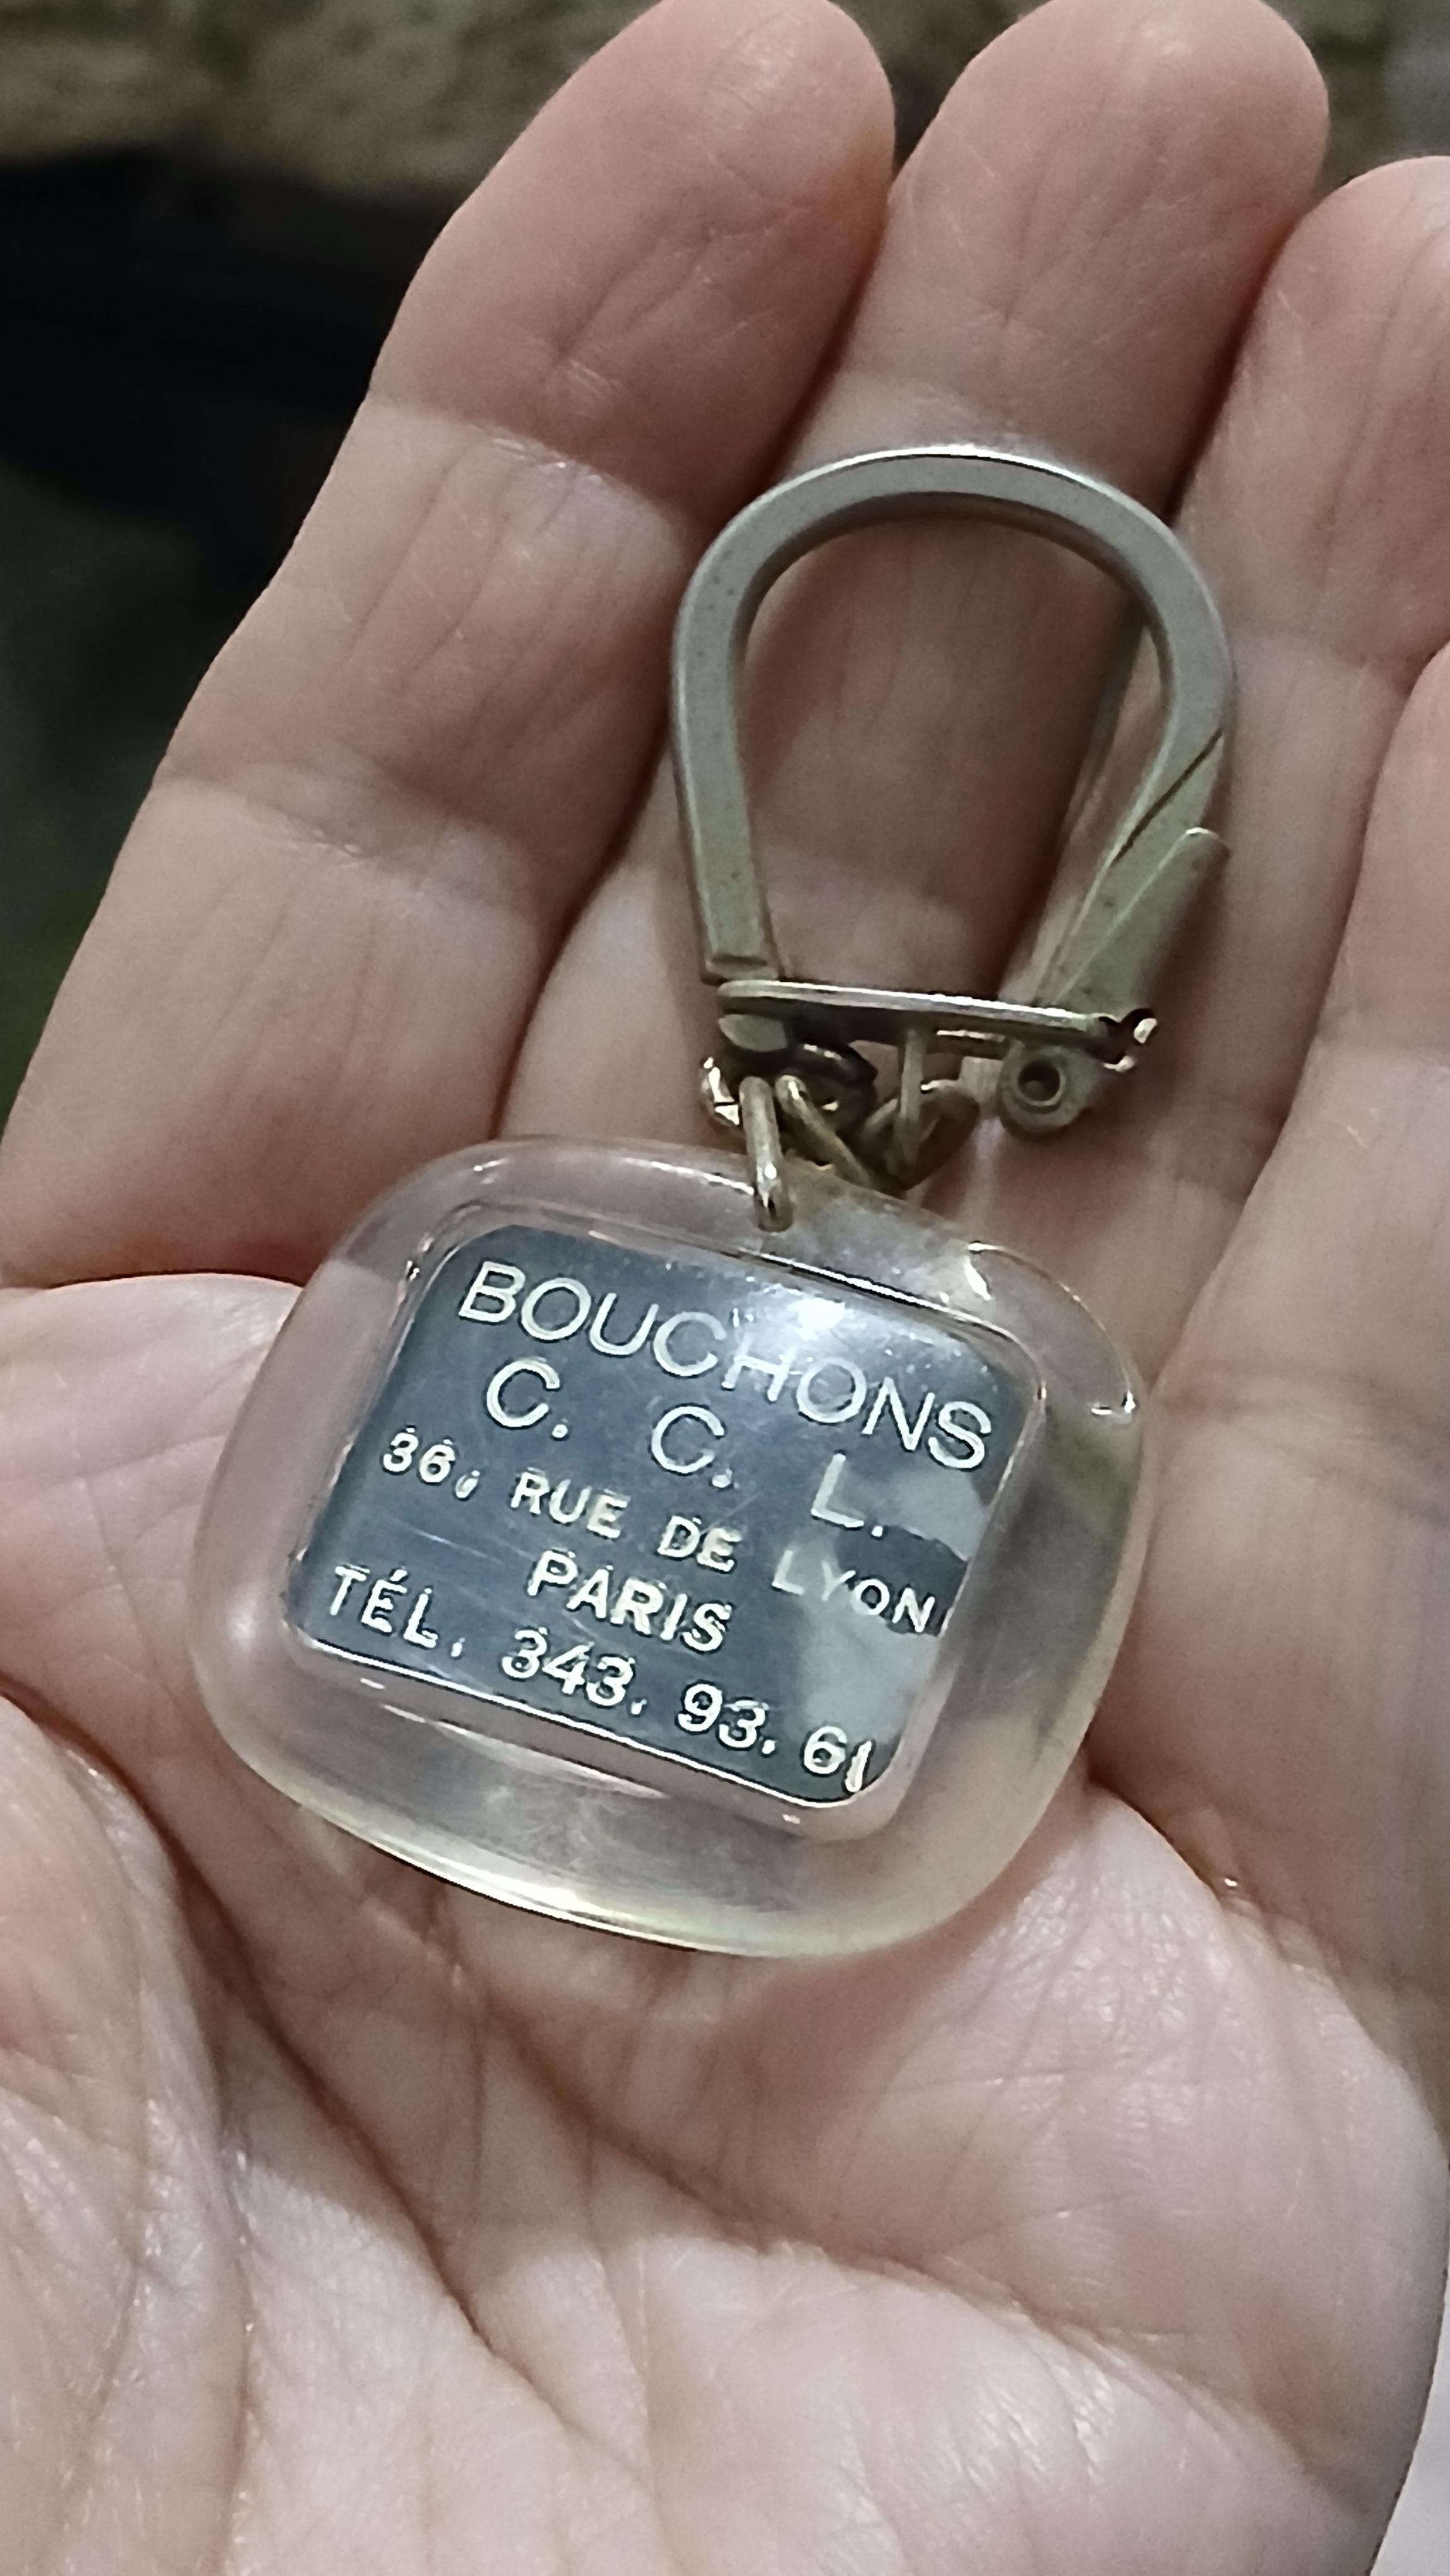 BOUCHONS
C. C. L.
36, RUE DE LYON
PARIS
TÉL. 343. 93. 61